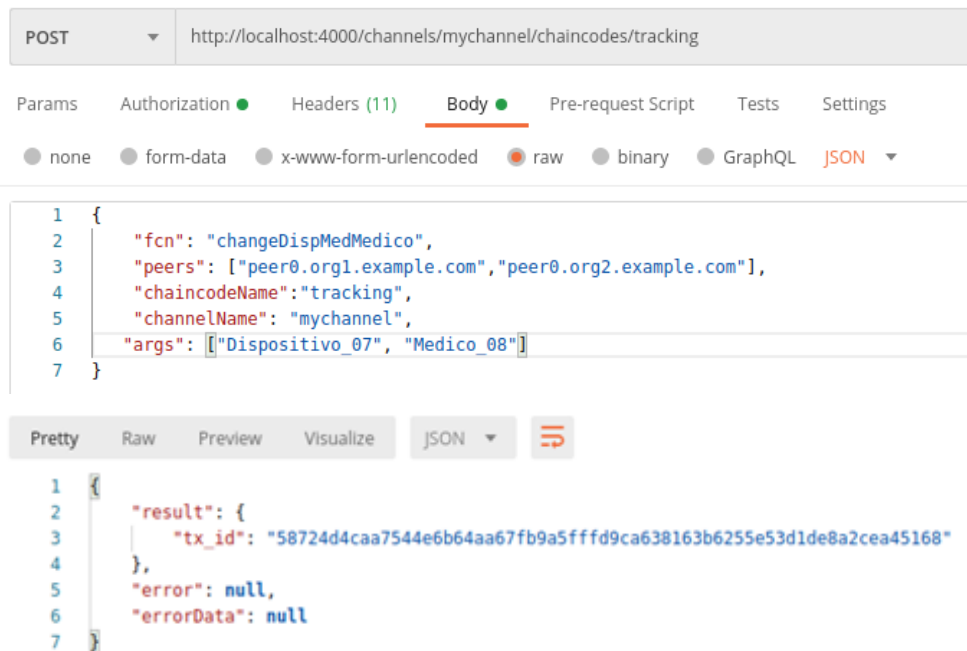 POST http://localhost:4000/channels/mychannel/chaincodes/tracking
Params Authorization Headers (11) Body Pre-request Script Tests Settings
none form-data x-www-form-urlencoded raw binary GraphQL JSON
1 {
2 "fcn": "changeDispMedMedico",
3 "peers": ["peer0.org1.example.com","peer0.org2.example.com"],
4 "chaincodeName":"tracking",
5 "channelName": "mychannel",
6 "args": ["Dispositivo_07", "Medico_08"]
7 }
Pretty Raw Preview Visualize JSON
1 {
2 "result": {
3 "tx_id": "58724d4caa7544e6b64aa67fb9a5fffd9ca638163b6255e53d1de8a2cea45168"
4 },
5 "error": null,
6 "errorData": null
7 }